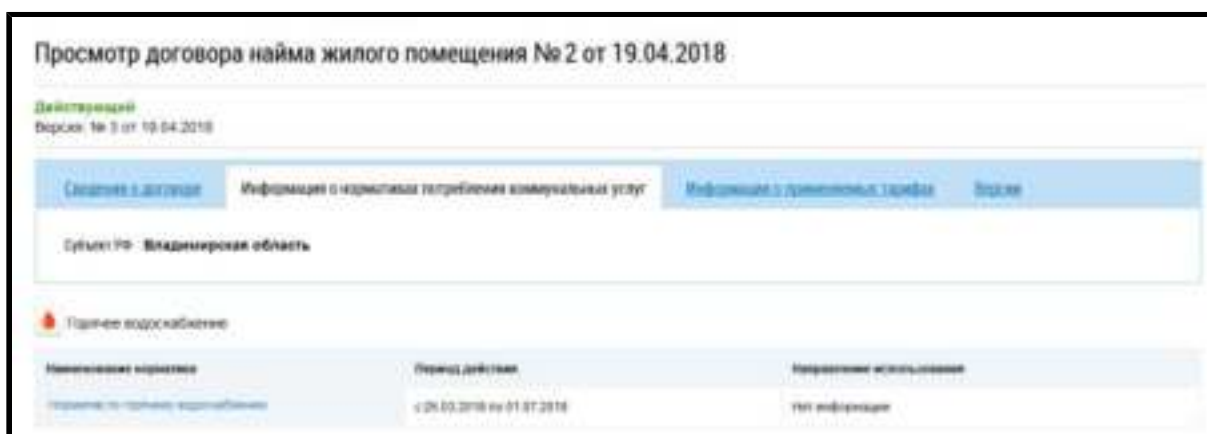 Просмотр договора найма жилого помещения № 2 от 19.04.2018
Действующий
Версия: № 3 от 19.04.2018
Сведения о договоре Информация о нормативах потребления коммунальных услуг Информация о применяемых тарифах Версии
Субъект РФ Владимирская область
Горячее водоснабжение
Наименование норматива Период действия Направление использования
Норматив по горячему водоснабжению с 26.03.2018 по 01.07.2018 Нет информации